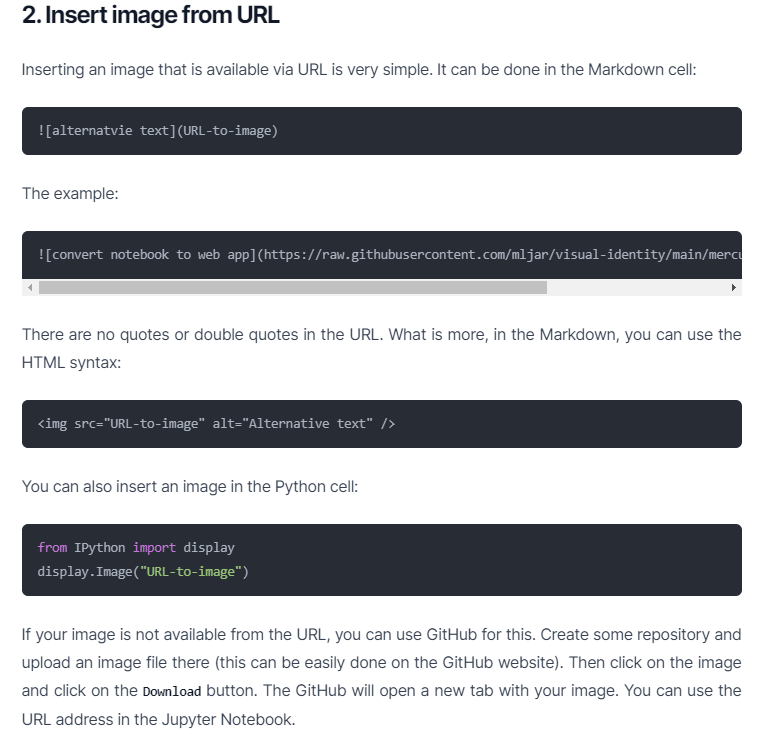 2. Insert image from URL
Inserting an image that is available via URL is very simple. It can be done in the Markdown cell:
![alternatvie text](URL-to-image)
The example:
![convert notebook to web app](https://raw.githubusercontent.com/mljar/visual-identity/main/mercu
There are no quotes or double quotes in the URL. What is more, in the Markdown, you can use the
HTML syntax:
<img src="URL-to-image" alt="Alternative text" />
You can also insert an image in the Python cell:
from IPython import display
display.Image("URL-to-image")
If your image is not available from the URL, you can use GitHub for this. Create some repository and
upload an image file there (this can be easily done on the GitHub website). Then click on the image
and click on the Download button. The GitHub will open a new tab with your image. You can use the
URL address in the Jupyter Notebook.